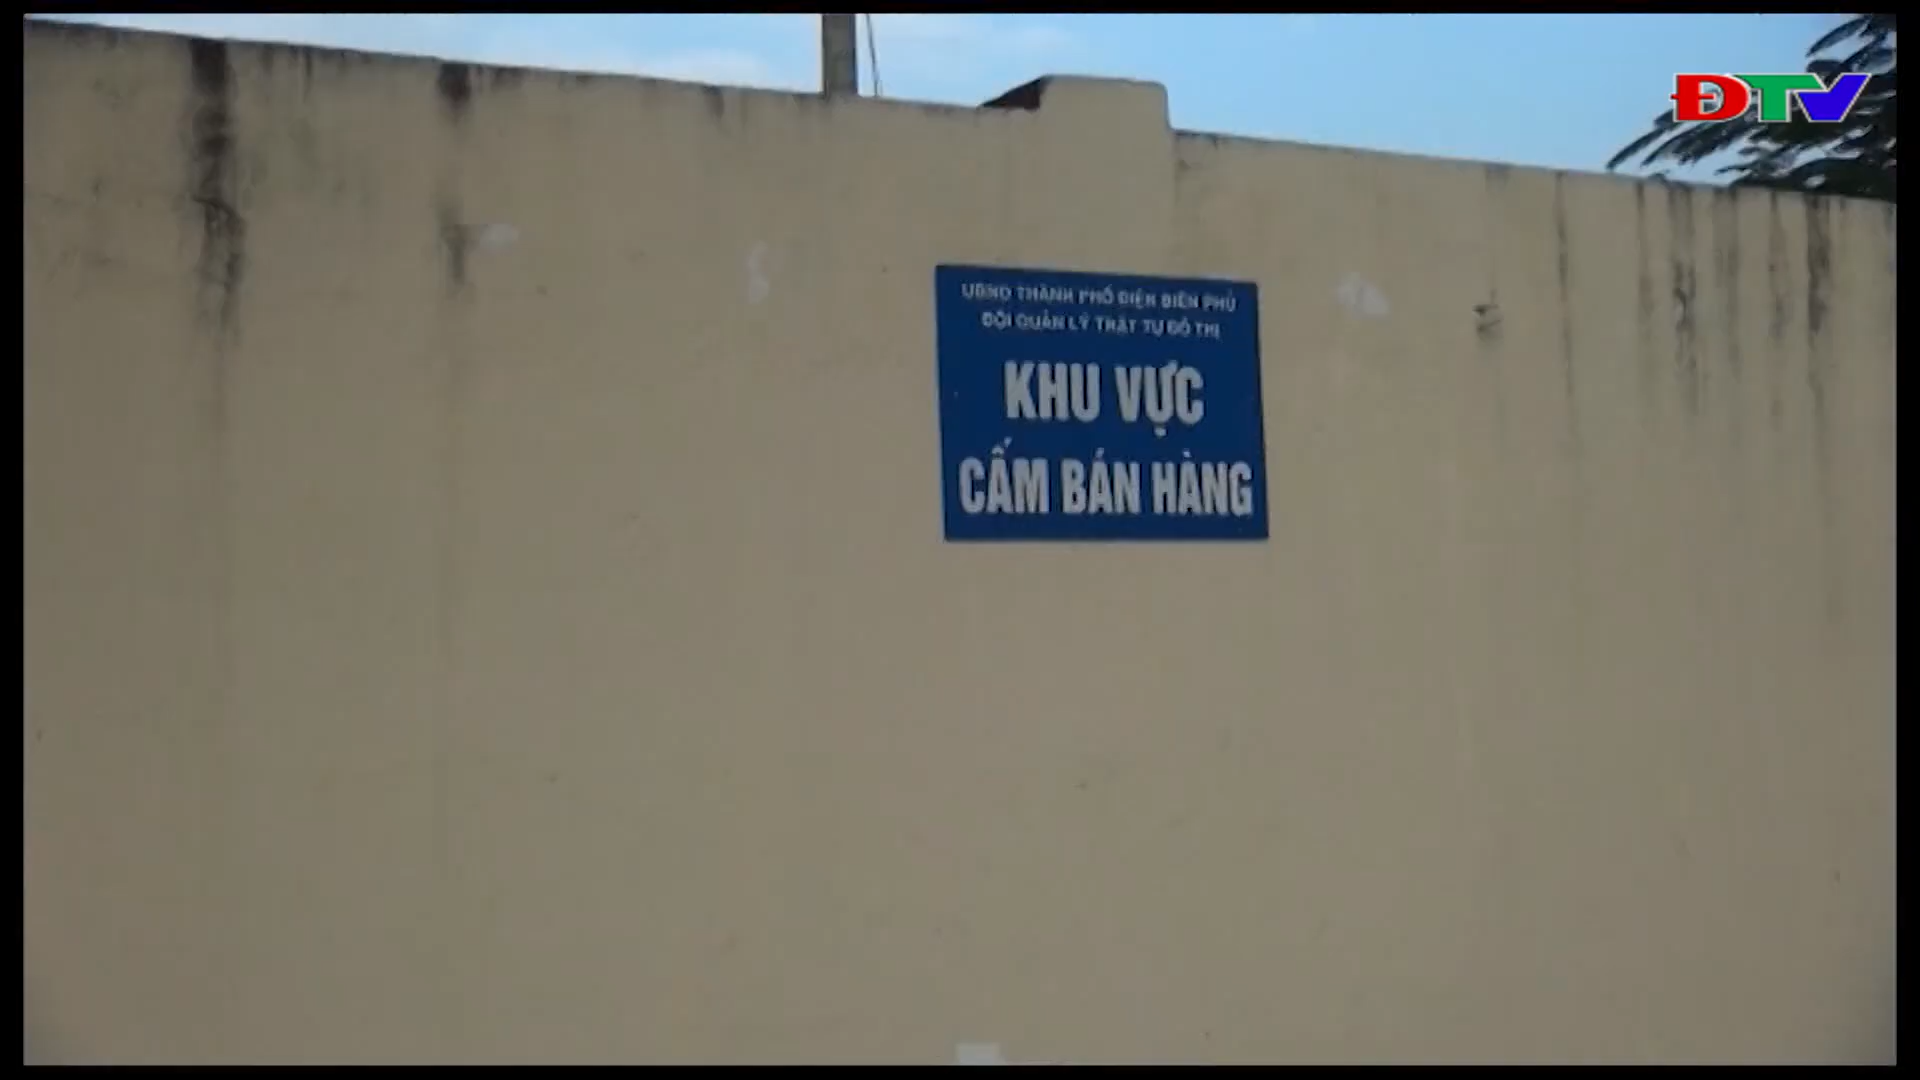 ĐTV
UBND THÀNH PHỐ ĐIỆN BIÊN PHỦ
ĐỘI QUẢN LÝ TRẬT TỰ ĐÔ THỊ
KHU VỰC
CẤM BÁN HÀNG